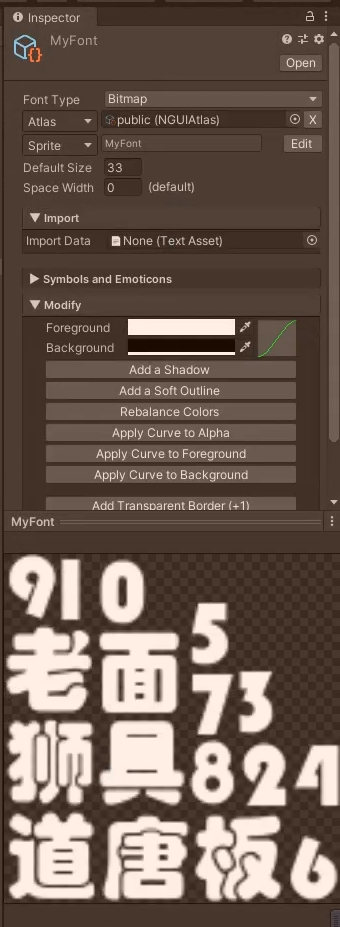 Inspector
MyFont
Open
Font Type Bitmap
Atlas public (NGUIAtlas) X
Sprite MyFont Edit
Default Size 33
Space Width 0 (default)
Import
Import Data None (Text Asset)
Symbols and Emoticons
Modify
Foreground
Background
Add a Shadow
Add a Soft Outline
Rebalance Colors
Apply Curve to Alpha
Apply Curve to Foreground
Apply Curve to Background
Add Transparent Border (+1)
MyFont
910
老面5
73
狮具824
道唐板6